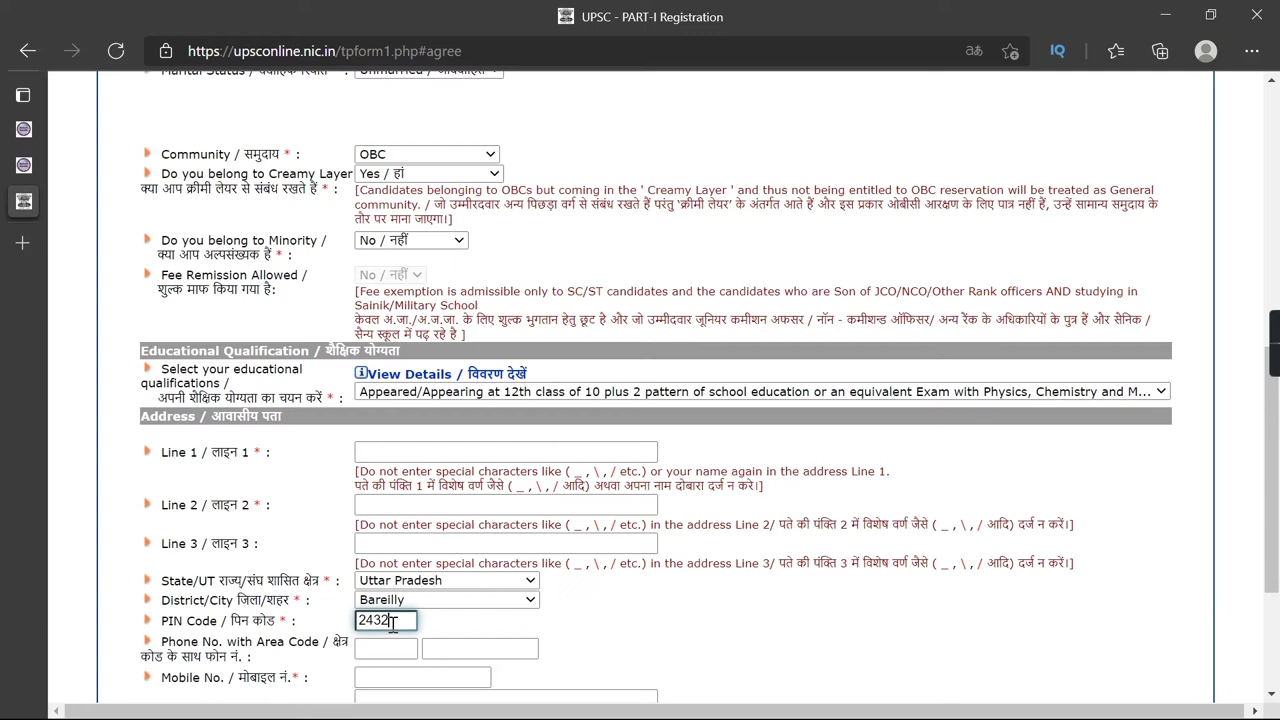 UPSC - PART-I Registration
https://upsconline.nic.in/tpform1.php#agree
Community / समुदाय * :
OBC
Do you belong to Creamy Layer
Yes / हां
क्या आप क्रीमी लेयर से संबंध रखते हैं * :
[Candidates belonging to OBCs but coming in the ' Creamy Layer ' and thus not being entitled to OBC reservation will be treated as General
community. / जो उम्मीरदवार अन्य पिछड़ा वर्ग से संबंध रखते हैं परंतु 'क्रीमी लेयर' के अंतर्गत आते हैं और इस प्रकार ओबीसी आरक्षण के लिए पात्र नहीं हैं, उन्हें सामान्य समुदाय के
तौर पर माना जाएगा।]
Do you belong to Minority /
क्या आप अल्पसंख्यक हैं * :
No / नहीं
Fee Remission Allowed /
शुल्क माफ किया गया है:
No / नहीं
[Fee exemption is admissible only to SC/ST candidates and the candidates who are Son of JCO/NCO/Other Rank officers AND studying in
Sainik/Military School
केवल अ.जा./अ.ज.जा. के लिए शुल्क भुगतान हेतु छूट है और जो उम्मीदवार जूनियर कमीशन अफसर / नॉन - कमीशन्ड ऑफिसर/ अन्य रैंक के अधिकारियों के पुत्र हैं और सेनिक /
सैन्य स्कूल में पढ़ रहे है ]
Educational Qualification / शैक्षिक योग्यता
Select your educational
qualifications /
अपनी शैक्षिक योग्यता का चयन करें * :
View Details / विवरण देखें
Appeared/Appearing at 12th class of 10 plus 2 pattern of school education or an equivalent Exam with Physics, Chemistry and M...
Address / आवासीय पता
Line 1 / लाइन 1 * :
[Do not enter special characters like ( _ , \ , / etc.) or your name again in the address Line 1.
पते की पंक्ति 1 में विशेष वर्ण जैसे ( _ , \ , / आदि) अथवा अपना नाम दोबारा दर्ज न करे।]
Line 2 / लाइन 2 * :
[Do not enter special characters like ( _ , \ , / etc.) in the address Line 2/ पते की पंक्ति 2 में विशेष वर्ण जैसे ( _ , \ , / आदि) दर्ज न करें।]
Line 3 / लाइन 3 :
[Do not enter special characters like ( _ , \ , / etc.) in the address Line 3/ पते की पंक्ति 3 में विशेष वर्ण जैसे ( _ , \ , / आदि) दर्ज न करें।]
State/UT राज्य/संघ शासित क्षेत्र * :
Uttar Pradesh
District/City जिला/शहर * :
Bareilly
PIN Code / पिन कोड * :
2432
Phone No. with Area Code / क्षेत्र
कोड के साथ फोन नं. :
Mobile No. / मोबाइल नं.* :